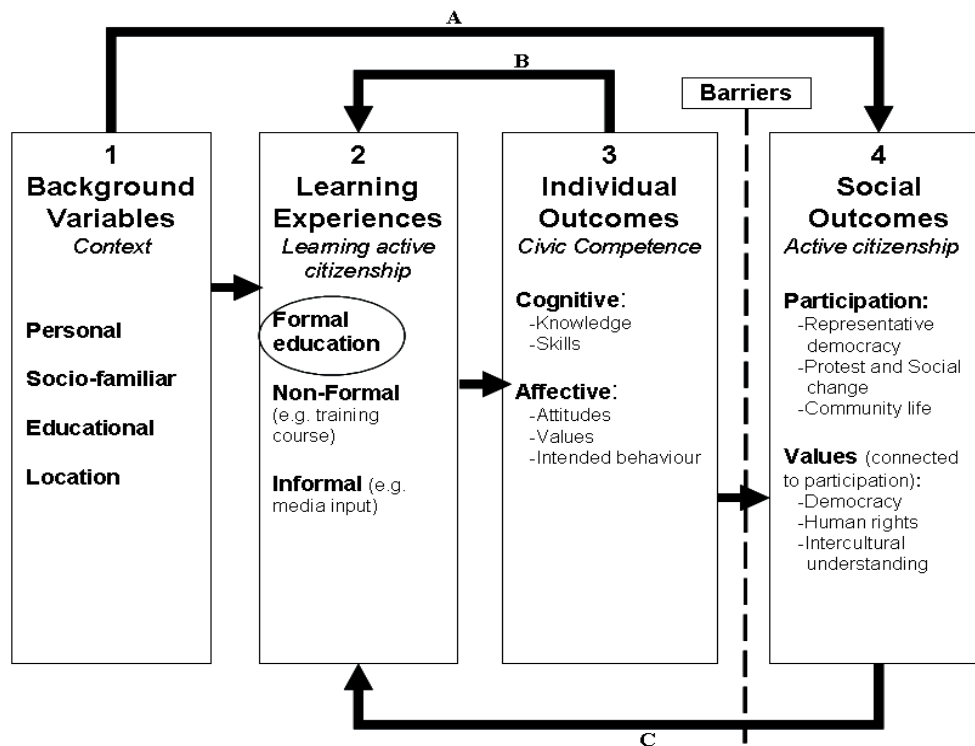 A
B
Barriers
1
Background
Variables
Context
Personal
Socio-familiar
Educational
Location
2
Learning
Experiences
Learning active
citizenship
Formal
education
Non-Formal
(e.g. training
course)
Informal (e.g.
media input)
3
Individual
Outcomes
Civic Competence
Cognitive:
-Knowledge
-Skills
Affective:
-Attitudes
-Values
-Intended behaviour
4
Social
Outcomes
Active citizenship
Participation:
-Representative
democracy
-Protest and Social
change
-Community life
Values (connected
to participation):
-Democracy
-Human rights
-Intercultural
understanding
C